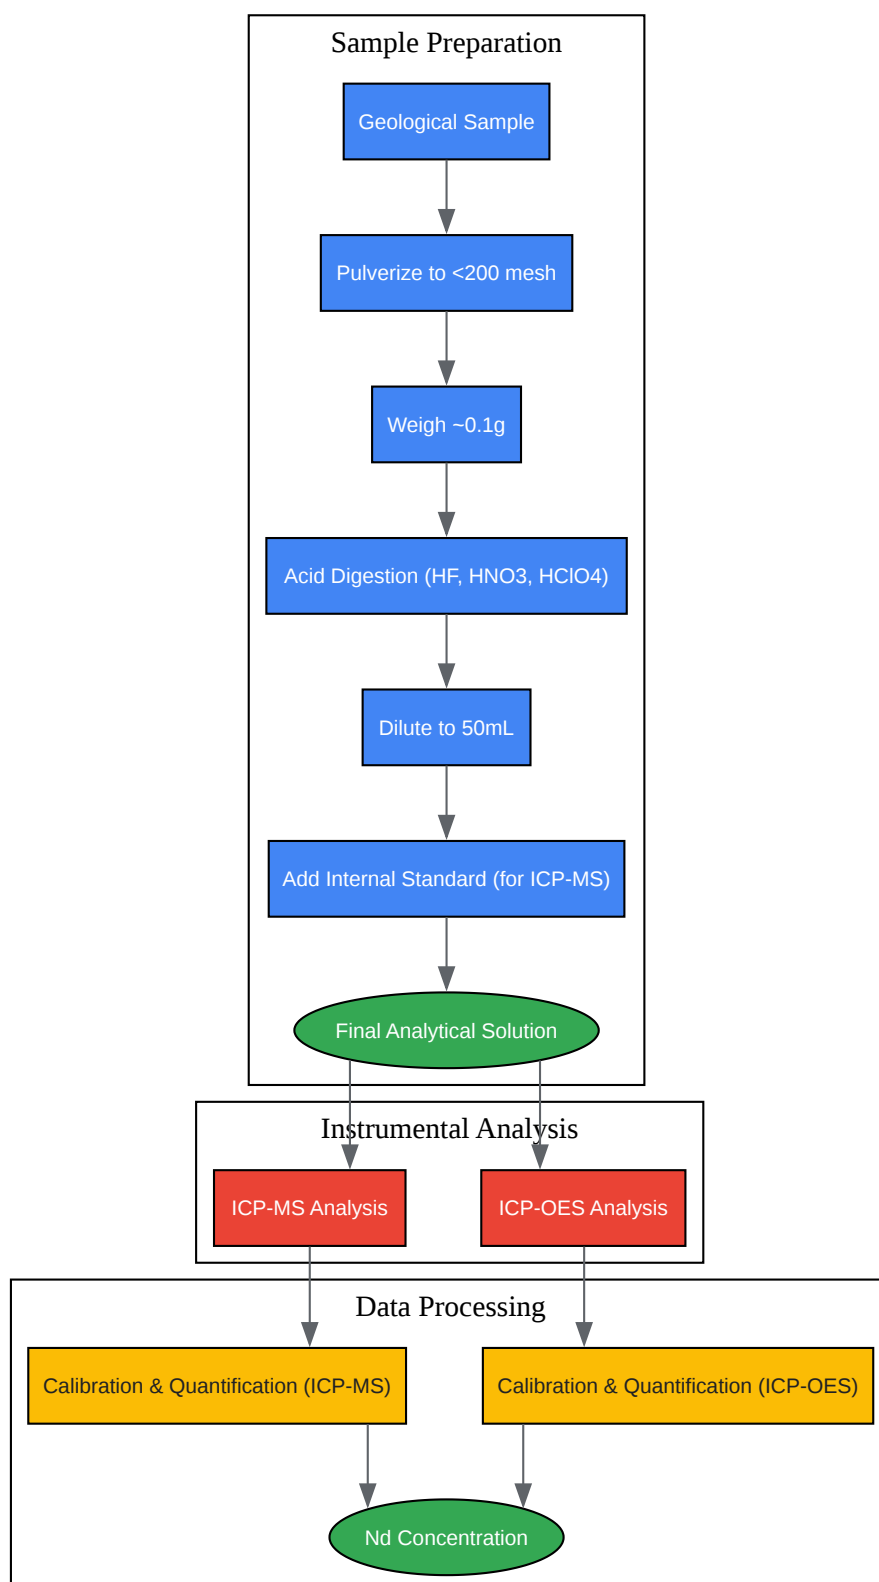 Sample Preparation
Geological Sample
Pulverize to <200 mesh
Weigh ~0.1g
Acid Digestion (HF, HNO3, HClO4)
Dilute to 50mL
Add Internal Standard (for ICP-MS)
Final Analytical Solution
Instrumental Analysis
ICP-MS Analysis
ICP-OES Analysis
Data Processing
Calibration & Quantification (ICP-MS)
Calibration & Quantification (ICP-OES)
Nd Concentration